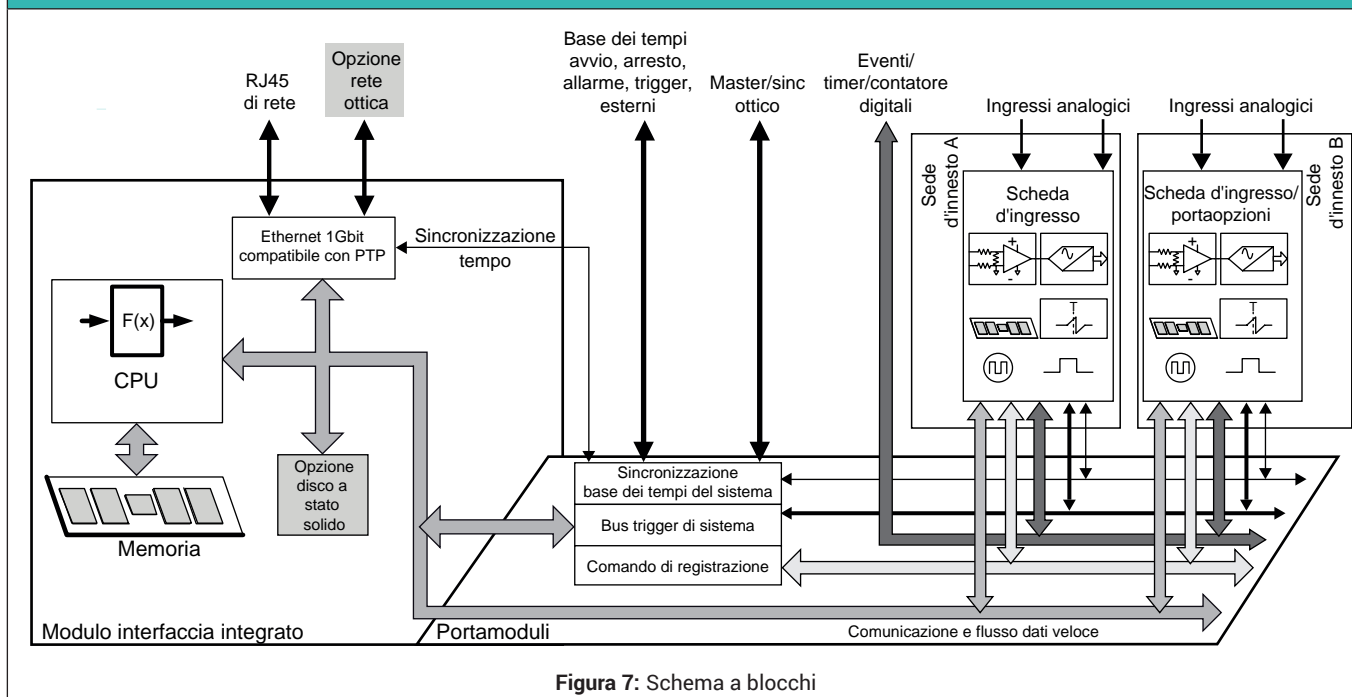 RJ45
di rete
Opzione
rete
ottica
Base dei tempi
avvio, arresto,
allarme, trigger,
esterni
Master/sinc
ottico
Eventi/
timer/contatore
digitali
Ingressi analogici
Ingressi analogici
Sede
d'innesto A
Scheda
d'ingresso
Scheda d'ingresso/
portaopzioni
Sede
d'innesto B
Ethernet 1Gbit
compatibile con PTP
Sincronizzazione
tempo
F(x)
CPU
+
-
T
+
-
T
Memoria
Opzione
disco a
stato
solido
Sincronizzazione
base dei tempi del sistema
Bus trigger di sistema
Comando di registrazione
Modulo interfaccia integrato
Portamoduli
Comunicazione e flusso dati veloce
Figura 7: Schema a blocchi